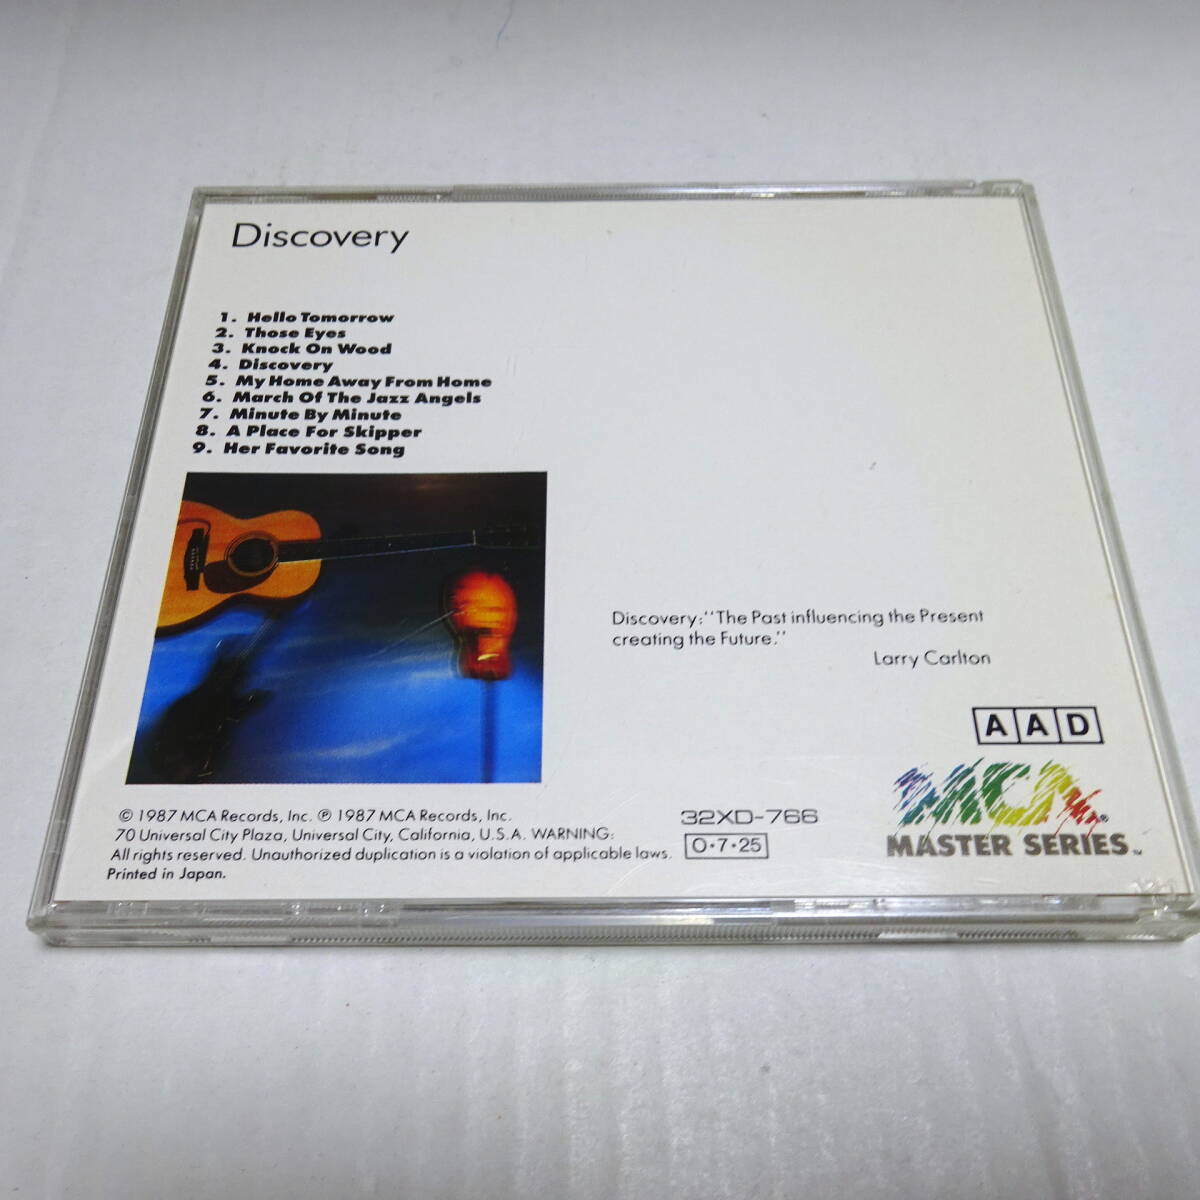 Discovery
1. Hello Tomorrow
2. Those Eyes
3. Knock On Wood
4. Discovery
5. My Home Away From Home
6. March Of The Jazz Angels
7. Minute By Minute
8. A Place For Skipper
9. Her Favorite Song
Discovery: "The Past influencing the Present
creating the Future."
Larry Carlton
AAD
MCA®
MASTER SERIES™
© 1987 MCA Records, Inc. ℗ 1987 MCA Records, Inc.
70 Universal City Plaza, Universal City, California, U.S.A. WARNING:
All rights reserved. Unauthorized duplication is a violation of applicable laws.
Printed in Japan.
32XD-766
O·7·25